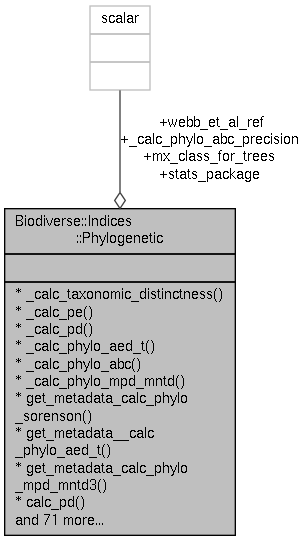 scalar
+webb_et_al_ref
+_calc_phylo_abc_precision
+mx_class_for_trees
+stats_package
Biodiverse::Indices
::Phylogenetic
* _calc_taxonomic_distinctness()
* _calc_pe()
* _calc_pd()
* _calc_phylo_aed_t()
* _calc_phylo_abc()
* _calc_phylo_mpd_mntd()
* get_metadata_calc_phylo
_sorenson()
* get_metadata__calc
_phylo_aed_t()
* get_metadata_calc_phylo
_mpd_mntd3()
* calc_pd()
and 71 more...